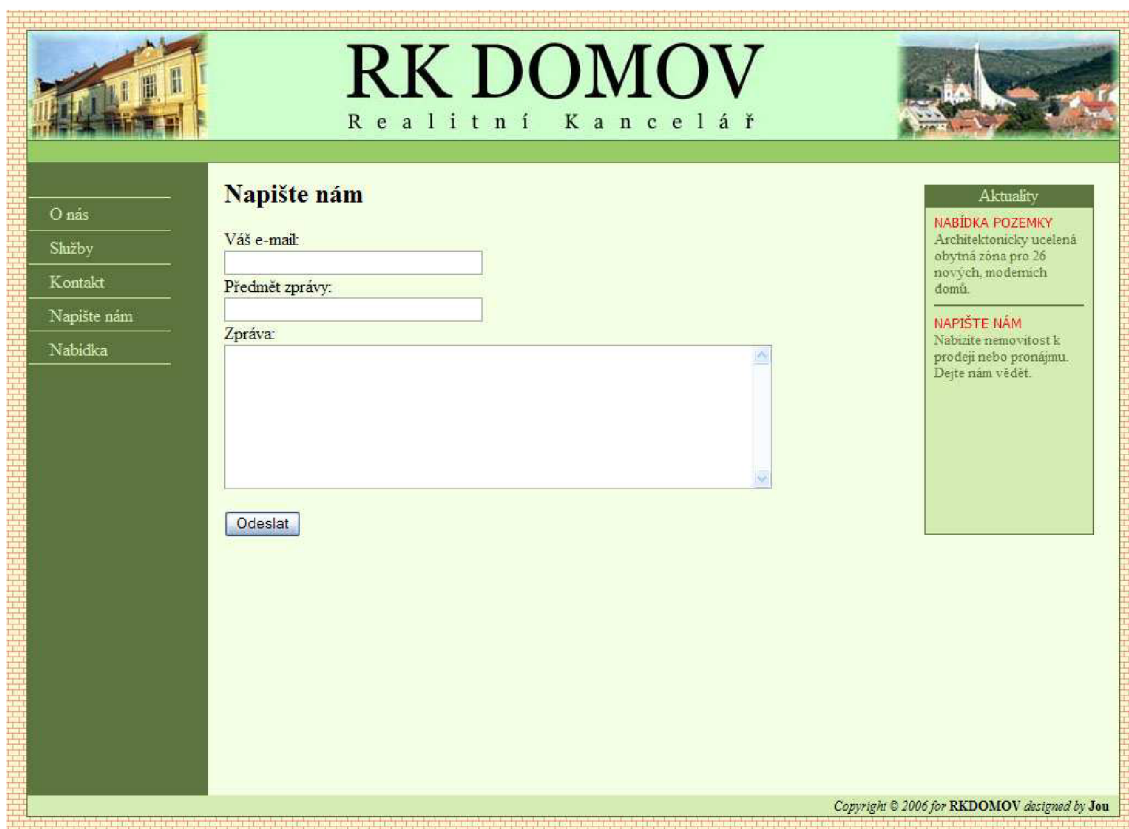 RK DOMOV
Realitní Kancelář
O nás
Služby
Kontakt
Napište nám
Nabídka
Napište nám
Váš e-mail:
Předmět zprávy:
Zpráva:
Odeslat
Aktuality
NABÍDKA POZEMKY
Architektonicky ucelená
obytná zóna pro 26
nových, moderních
domů.
NAPIŠTE NÁM
Nabízíte nemovitost k
prodeji nebo pronájmu.
Dejte nám vědět.
Copyright © 2006 for RKDOMOV designed by Jou